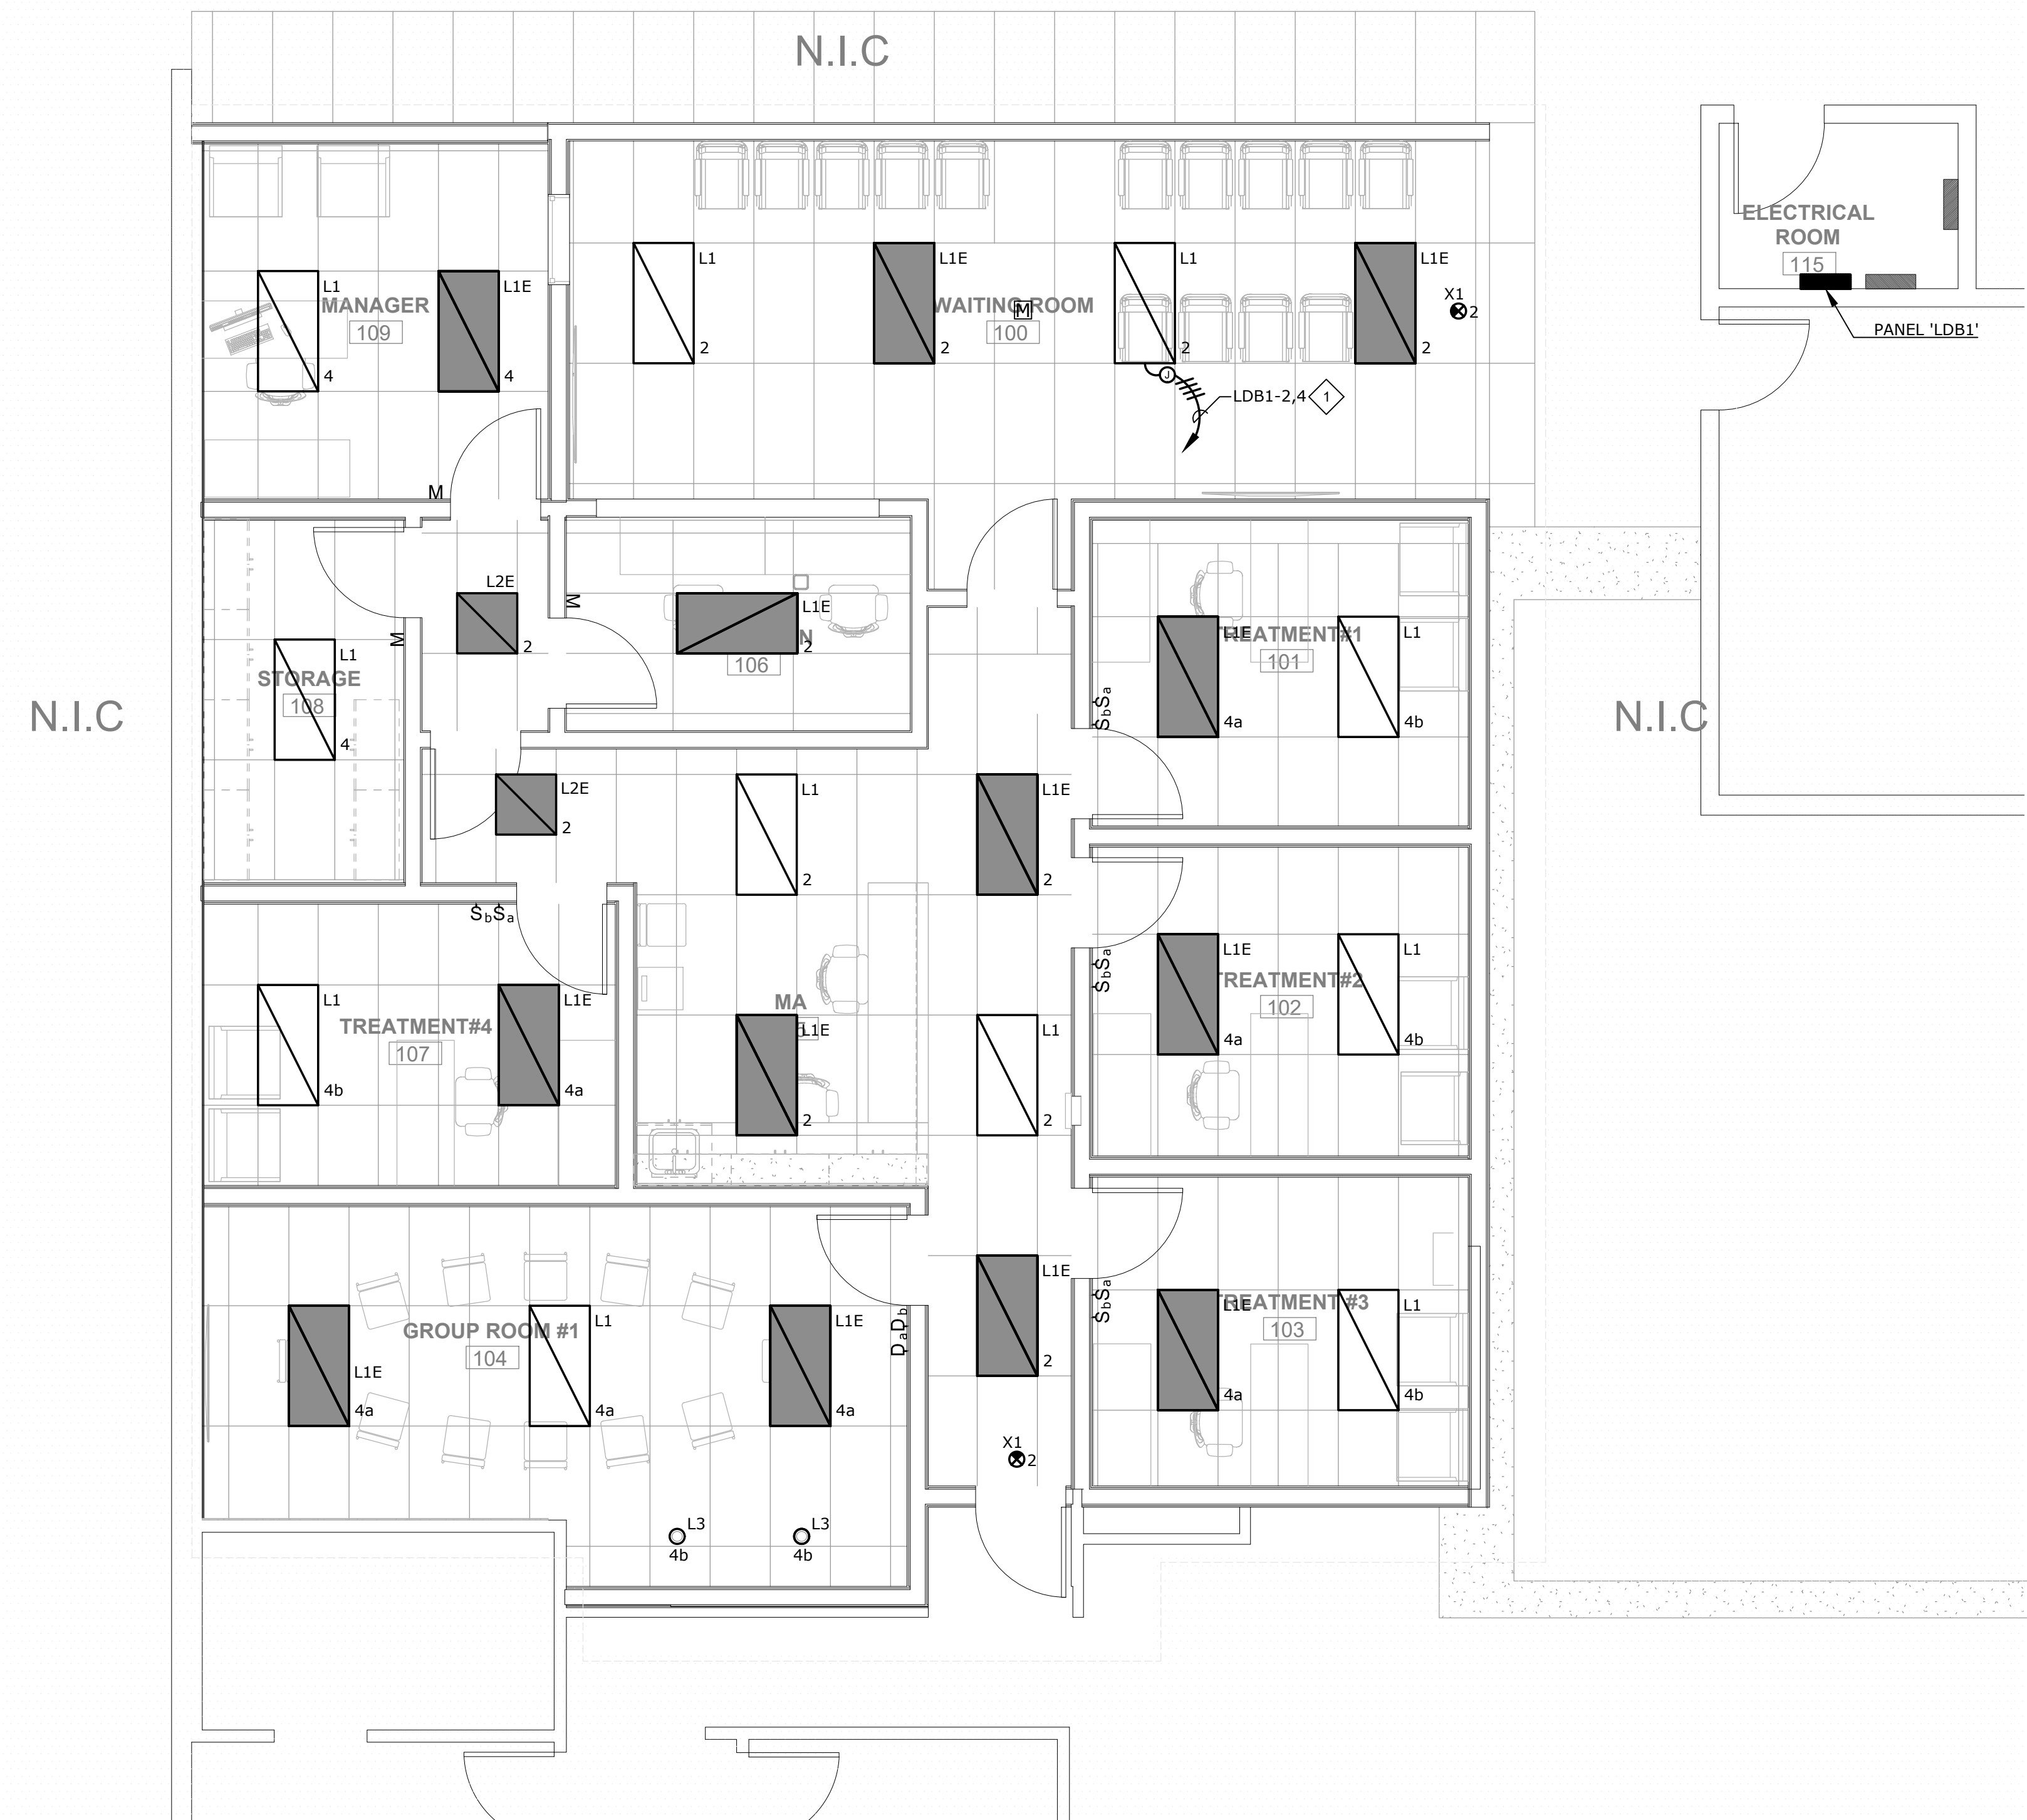 N.I.C
ELECTRICAL
ROOM
115
PANEL 'LDB1'
L1
L1E
L1
L1E
X1
2
L1
L1E
MANAGER
109
WAITING ROOM
M
100
2
2
2
2
4
4
J
LDB1-2,4
1
M
L2E
2
M
L1E
N
2
106
M
L1
STORAGE
108
4
L1E
TREATMENT#1
L1
101
SbSa
4a
4b
N.I.C
N.I.C
L2E
2
L1
2
L1E
2
SbSa
L1E
TREATMENT#2
L1
102
SbSa
4a
4b
L1
L1E
TREATMENT#4
107
4b
4a
MA
L1E
2
L1
2
L1E
2
L1E
TREATMENT #3
L1
103
SbSa
4a
4b
GROUP ROOM #1
104
L1E
4a
L1
4a
L1E
4a
DaDb
X1
2
L3
4b
L3
4b